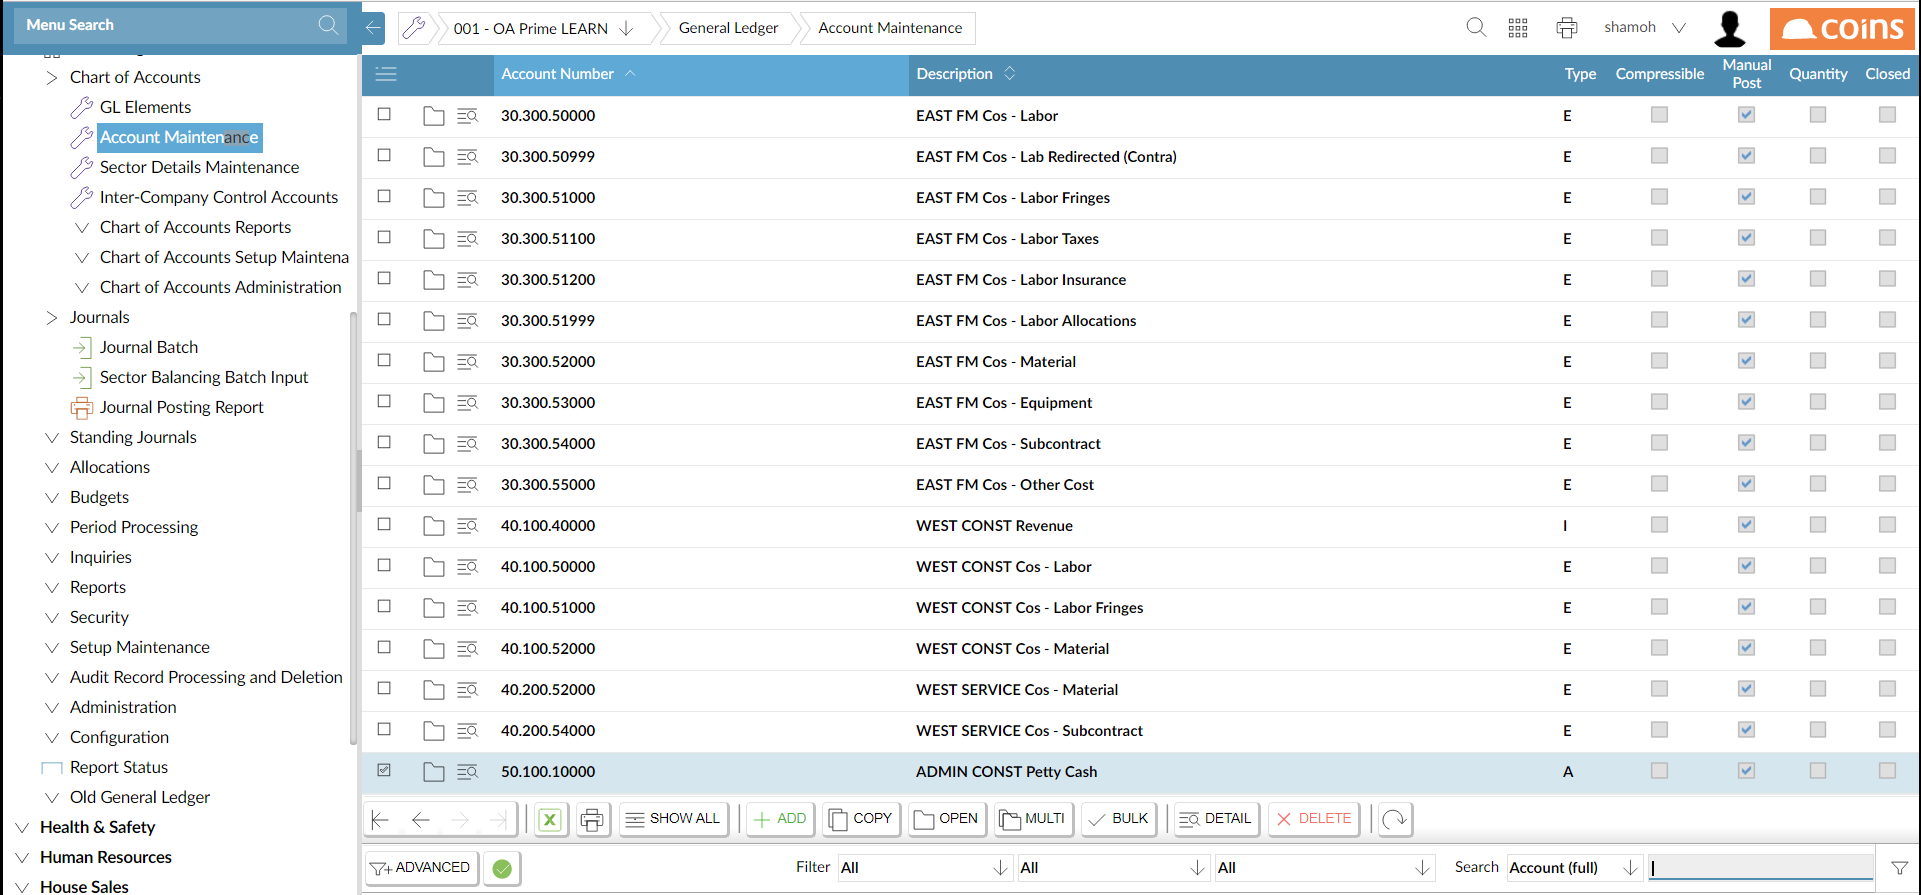 Menu Search
001 - OA Prime LEARN
General Ledger
Account Maintenance
shamoh
coins
Chart of Accounts
GL Elements
Account Maintenance
Sector Details Maintenance
Inter-Company Control Accounts
Chart of Accounts Reports
Chart of Accounts Setup Maintena
Chart of Accounts Administration
Journals
Journal Batch
Sector Balancing Batch Input
Journal Posting Report
Standing Journals
Allocations
Budgets
Period Processing
Inquiries
Reports
Security
Setup Maintenance
Audit Record Processing and Deletion
Administration
Configuration
Report Status
Old General Ledger
Health & Safety
Human Resources
House Sales
Account Number Description Type Compressible Manual Post Quantity Closed
30.300.50000 EAST FM Cos - Labor E
30.300.50999 EAST FM Cos - Lab Redirected (Contra) E
30.300.51000 EAST FM Cos - Labor Fringes E
30.300.51100 EAST FM Cos - Labor Taxes E
30.300.51200 EAST FM Cos - Labor Insurance E
30.300.51999 EAST FM Cos - Labor Allocations E
30.300.52000 EAST FM Cos - Material E
30.300.53000 EAST FM Cos - Equipment E
30.300.54000 EAST FM Cos - Subcontract E
30.300.55000 EAST FM Cos - Other Cost E
40.100.40000 WEST CONST Revenue I
40.100.50000 WEST CONST Cos - Labor E
40.100.51000 WEST CONST Cos - Labor Fringes E
40.100.52000 WEST CONST Cos - Material E
40.200.52000 WEST SERVICE Cos - Material E
40.200.54000 WEST SERVICE Cos - Subcontract E
50.100.10000 ADMIN CONST Petty Cash A
SHOW ALL ADD COPY OPEN MULTI BULK DETAIL DELETE
ADVANCED Filter All All All Search Account (full)